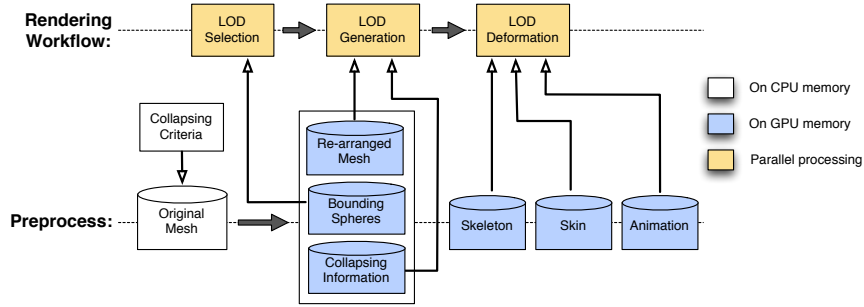 Rendering
Workflow:
LOD
Selection
LOD
Generation
LOD
Deformation
On CPU memory
On GPU memory
Parallel processing
Collapsing
Criteria
Re-arranged
Mesh
Preprocess:
Original
Mesh
Bounding
Spheres
Collapsing
Information
Skeleton
Skin
Animation